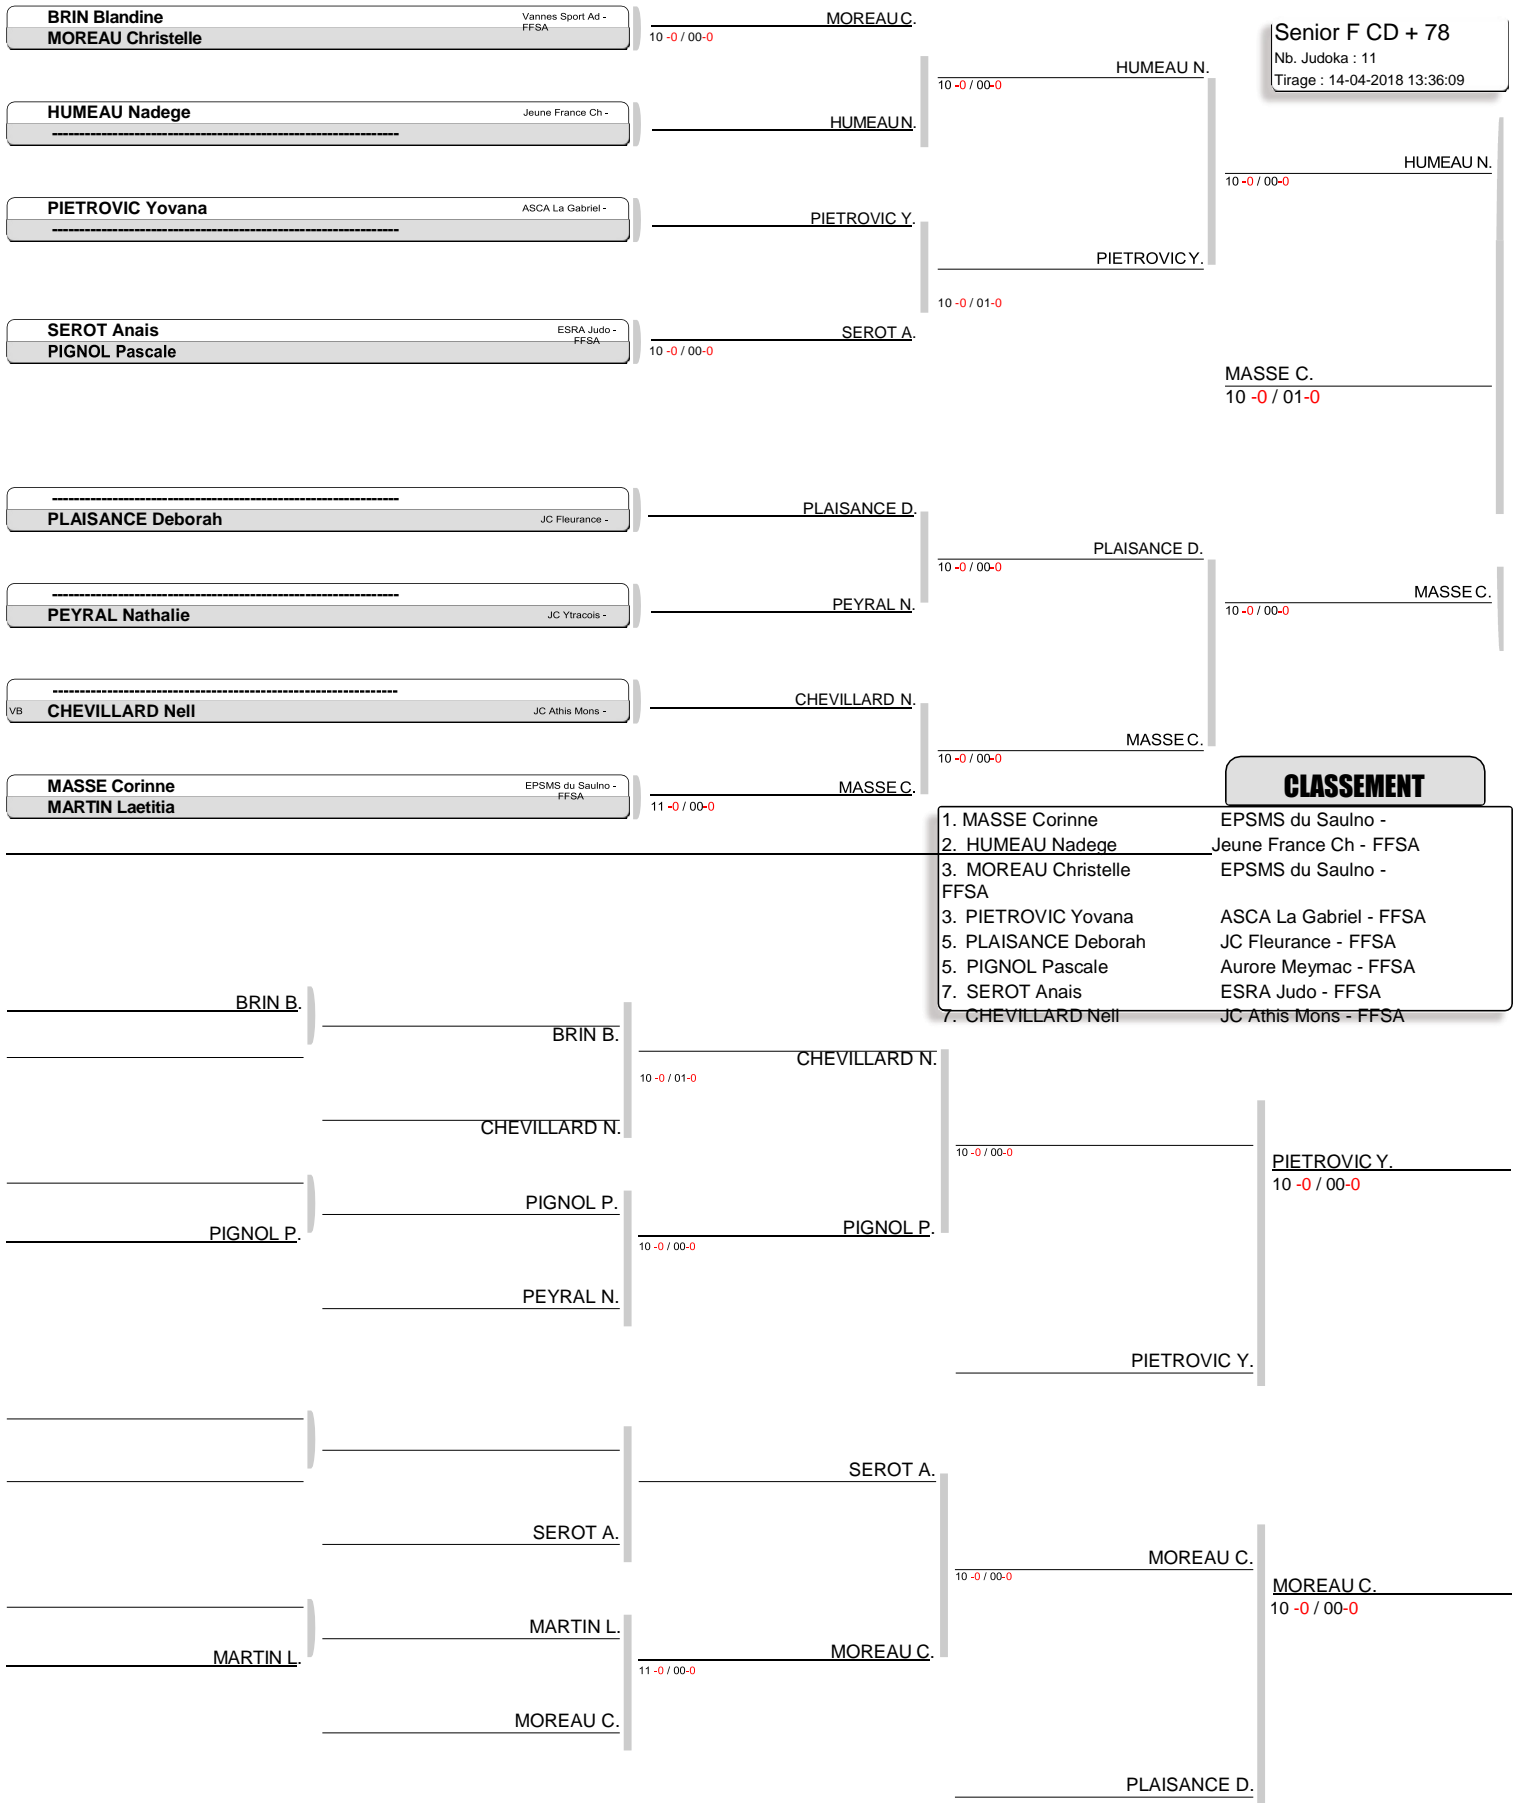 BRIN Blandine Vannes Sport Ad -
FFSA
MOREAU Christelle
MOREAU C.
10 -0 / 00-0
Senior F CD + 78
Nb. Judoka : 11
Tirage : 14-04-2018 13:36:09
HUMEAU N.
10 -0 / 00-0
HUMEAU Nadege Jeune France Ch -
----------------------------------------------------------------
HUMEAU N.
HUMEAU N.
10 -0 / 00-0
PIETROVIC Yovana ASCA La Gabriel -
----------------------------------------------------------------
PIETROVIC Y.
PIETROVIC Y.
10 -0 / 01-0
SEROT Anais ESRA Judo -
FFSA
PIGNOL Pascale
SEROT A.
10 -0 / 00-0
MASSE C.
10 -0 / 01-0
----------------------------------------------------------------
PLAISANCE Deborah JC Fleurance -
PLAISANCE D.
PLAISANCE D.
10 -0 / 00-0
----------------------------------------------------------------
PEYRAL Nathalie JC Ytracois -
PEYRAL N.
MASSE C.
10 -0 / 00-0
----------------------------------------------------------------
VB CHEVILLARD Nell JC Athis Mons -
CHEVILLARD N.
MASSE C.
10 -0 / 00-0
MASSE Corinne EPSMS du Saulno -
FFSA
MARTIN Laetitia
MASSE C.
11 -0 / 00-0
CLASSEMENT
1. MASSE Corinne EPSMS du Saulno -
2. HUMEAU Nadege Jeune France Ch - FFSA
3. MOREAU Christelle EPSMS du Saulno -
FFSA
3. PIETROVIC Yovana ASCA La Gabriel - FFSA
5. PLAISANCE Deborah JC Fleurance - FFSA
5. PIGNOL Pascale Aurore Meymac - FFSA
7. SEROT Anais ESRA Judo - FFSA
7. CHEVILLARD Nell JC Athis Mons - FFSA
BRIN B.
BRIN B.
CHEVILLARD N.
10 -0 / 01-0
CHEVILLARD N.
10 -0 / 00-0
PIETROVIC Y.
10 -0 / 00-0
PIGNOL P.
PIGNOL P.
PIGNOL P.
10 -0 / 00-0
PEYRAL N.
PIETROVIC Y.
SEROT A.
SEROT A.
MOREAU C.
10 -0 / 00-0
MOREAU C.
10 -0 / 00-0
MARTIN L.
MARTIN L.
MOREAU C.
11 -0 / 00-0
MOREAU C.
PLAISANCE D.